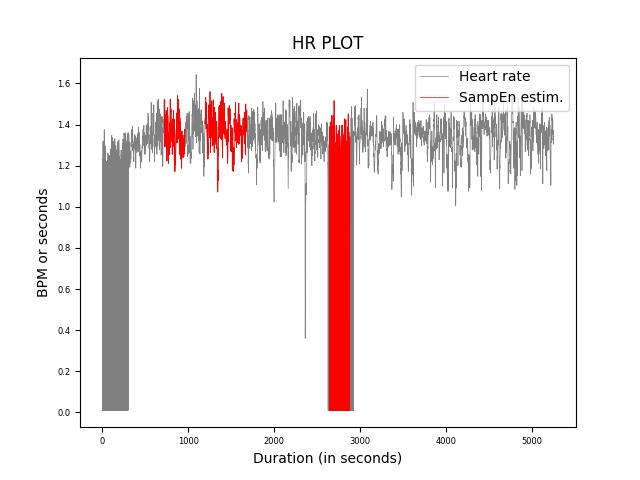 HR PLOT
Heart rate
SampEn estim.
BPM or seconds
1.6
1.4
1.2
1.0
0.8
0.6
0.4
0.2
0.0
0 1000 2000 3000 4000 5000
Duration (in seconds)